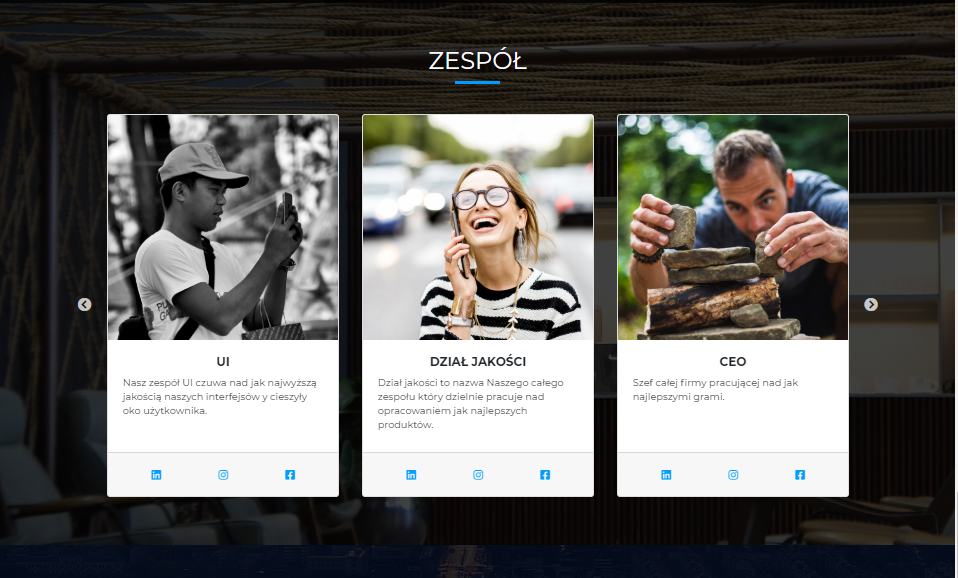 ZESPÓŁ
UI
Nasz zespół UI czuwa nad jak najwyższą
jakością naszych interfejsów y cieszyły
oko użytkownika.
DZIAŁ JAKOŚCI
Dział jakości to nazwa Naszego całego
zespołu który dzielnie pracuje nad
opracowaniem jak najlepszych
produktów.
CEO
Szef całej firmy pracującej nad jak
najlepszymi grami.